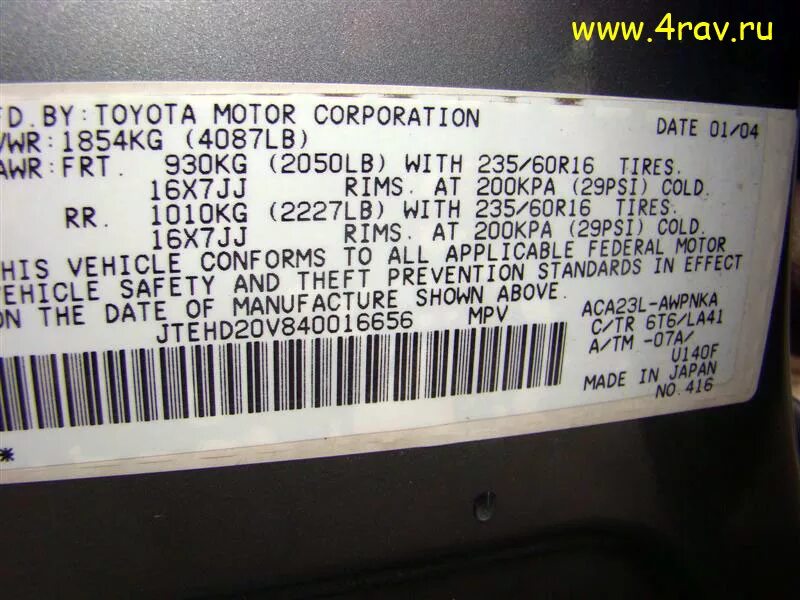 www.4rav.ru
FD.BY:TOYOTA MOTOR CORPORATION
DATE 01/04
VWR:1854KG (4087LB)
AWR:FRT. 930KG (2050LB) WITH 235/60R16 TIRES.
16X7JJ RIMS. AT 200KPA (29PSI) COLD.
RR. 1010KG (2227LB) WITH 235/60R16 TIRES.
16X7JJ RIMS. AT 200KPA (29PSI) COLD.
HIS VEHICLE CONFORMS TO ALL APPLICABLE FEDERAL MOTOR
VEHICLE SAFETY AND THEFT PREVENTION STANDARDS IN EFFECT
ON THE DATE OF MANUFACTURE SHOWN ABOVE.
JTEHD20V840016656 MPV
ACA23L-AWPNKA
C/TR 6T6/LA41
A/TM -07A/
U140F
MADE IN JAPAN
NO.416
*